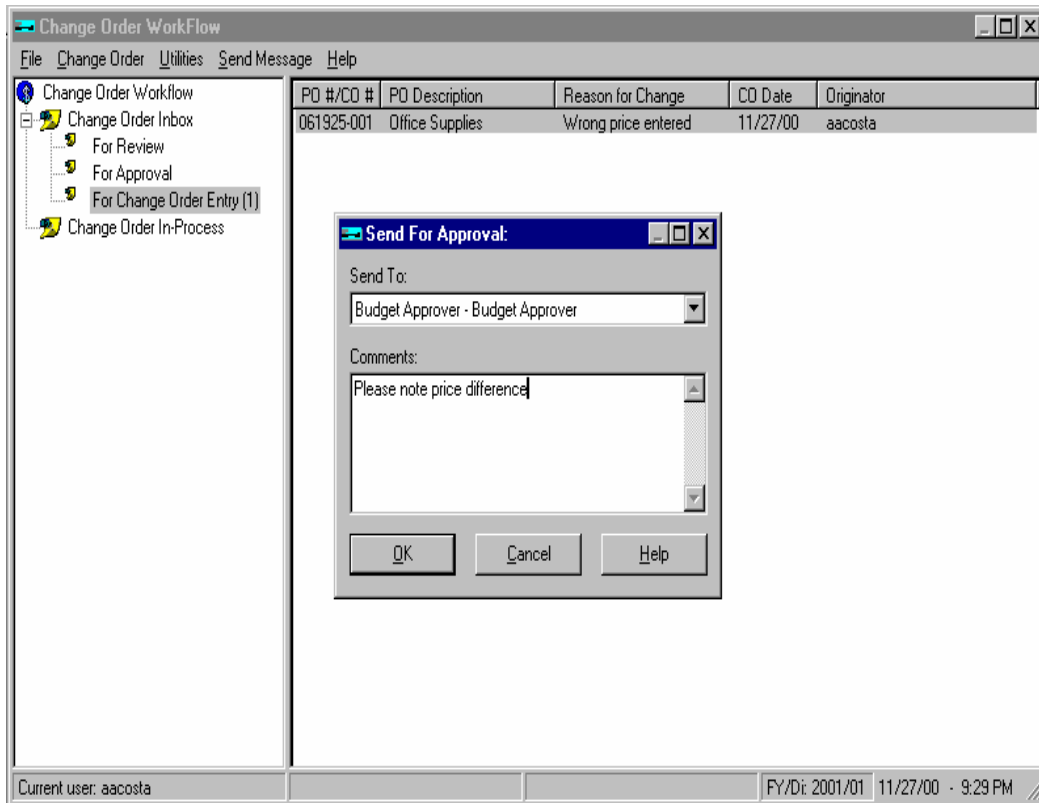 Change Order WorkFlow
File Change Order Utilities Send Message Help
Change Order Workflow
Change Order Inbox
For Review
For Approval
For Change Order Entry (1)
Change Order In-Process
PO #/CO # PO Description Reason for Change CO Date Originator
061925-001 Office Supplies Wrong price entered 11/27/00 aacosta
Send For Approval:
Send To:
Budget Approver - Budget Approver
Comments:
Please note price difference
OK Cancel Help
Current user: aacosta FY/Di: 2001/01 11/27/00 - 9:29 PM